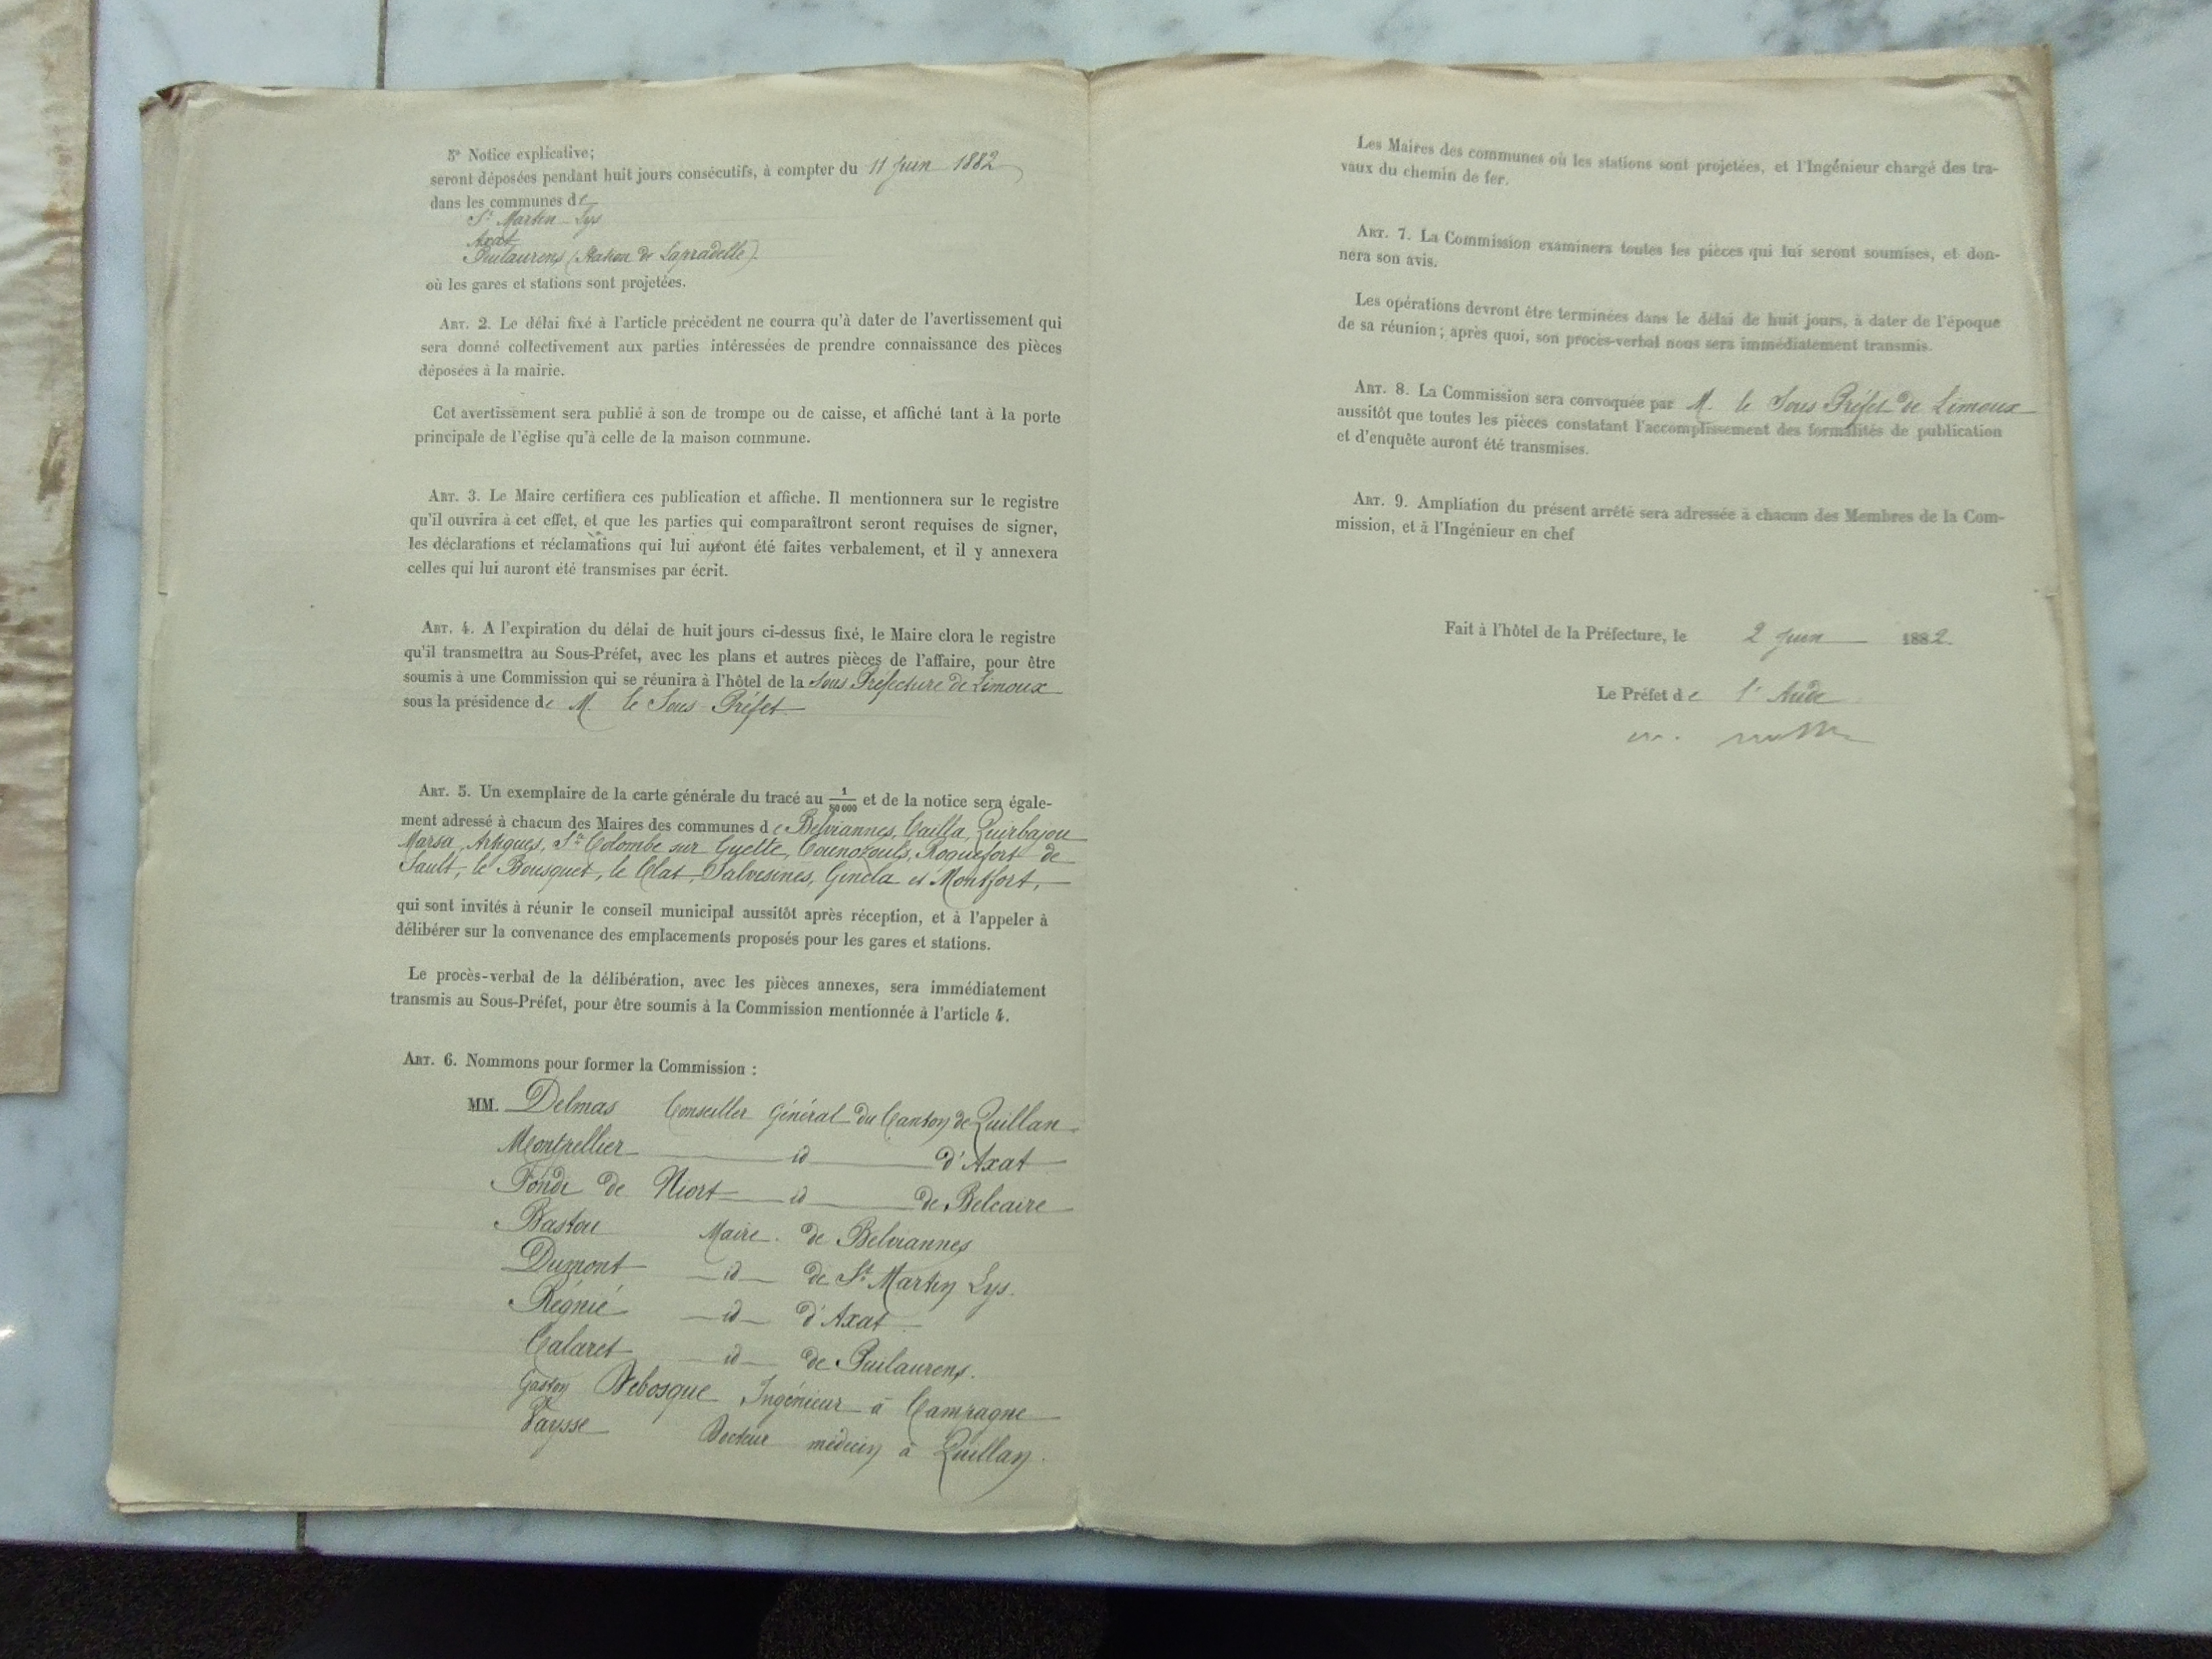 5° Notice explicative;
seront déposées pendant huit jours consécutifs, à compter du 11 Juin 1882
dans les communes de
St Martin Lys
Axat
Puilaurens (Station de Lapradelle).
où les gares et stations sont projetées.
ART. 2. Le délai fixé à l'article précédent ne courra qu'à dater de l'avertissement qui
sera donné collectivement aux parties intéressées de prendre connaissance des pièces
déposées à la mairie.
Cet avertissement sera publié à son de trompe ou de caisse, et affiché tant à la porte
principale de l'église qu'à celle de la maison commune.
ART. 3. Le Maire certifiera ces publication et affiche. Il mentionnera sur le registre
qu'il ouvrira à cet effet, et que les parties qui comparaîtront seront requises de signer,
les déclarations et réclamations qui lui auront été faites verbalement, et il y annexera
celles qui lui auront été transmises par écrit.
ART. 4. A l'expiration du délai de huit jours ci-dessus fixé, le Maire clora le registre
qu'il transmettra au Sous-Préfet, avec les plans et autres pièces de l'affaire, pour être
soumis à une Commission qui se réunira à l'hôtel de la Sous Préfecture de Limoux
sous la présidence de M. le Sous-Préfet
ART. 5. Un exemplaire de la carte générale du tracé au 1/80000 et de la notice sera égale-
ment adressé à chacun des Maires des communes de Belviannes, Cailla, Quirbajou
Marsa, Artigues, Ste Colombe sur Guette, Counozouls, Roquefort de
Sault, le Bousquet, le Clat, Salvesines, Gincla et Montfort,
qui sont invités à réunir le conseil municipal aussitôt après réception, et à l'appeler à
délibérer sur la convenance des emplacements proposés pour les gares et stations.
Le procès-verbal de la délibération, avec les pièces annexes, sera immédiatement
transmis au Sous-Préfet, pour être soumis à la Commission mentionnée à l'article 4.
ART. 6. Nommons pour former la Commission :
MM. Delmas Conseiller Général du Canton de Quillan
Montpellier id d'Axat
Fondi de Niort id de Belcaire
Bastou Maire de Belviannes
Dumont id de St Martin Lys.
Régnié id d'Axat
Calaret id de Puilaurens.
Gaston Debosque Ingénieur à Campagne
Vaysse Docteur médecin à Quillan.
Les Maires des communes où les stations sont projetées, et l'Ingénieur chargé des tra-
vaux du chemin de fer.
ART. 7. La Commission examinera toutes les pièces qui lui seront soumises, et don-
nera son avis.
Les opérations devront être terminées dans le délai de huit jours, à dater de l'époque
de sa réunion; après quoi, son procès-verbal nous sera immédiatement transmis.
ART. 8. La Commission sera convoquée par M. le Sous Préfet de Limoux
aussitôt que toutes les pièces constatant l'accomplissement des formalités de publication
et d'enquête auront été transmises.
ART. 9. Ampliation du présent arrêté sera adressée à chacun des Membres de la Com-
mission, et à l'Ingénieur en chef
Fait à l'hôtel de la Préfecture, le 2 Juin 1882.
Le Préfet de l'Aude